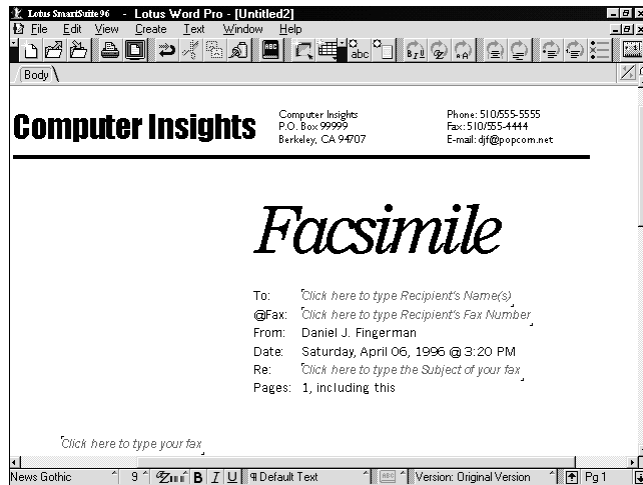 Lotus SmartSuite 96 - Lotus Word Pro - [Untitled2]
File Edit View Create Text Window Help
ABC abc B I U .A
Body
Computer Insights
Computer Insights
P.O. Box 99999
Berkeley, CA 94707
Phone: 510/555-5555
Fax: 510/555-4444
E-mail: djf@popcorn.net
Facsimile
To: Click here to type Recipient's Name(s)
@Fax: Click here to type Recipient's Fax Number
From: Daniel J. Fingerman
Date: Saturday, April 06, 1996 @ 3:20 PM
Re: Click here to type the Subject of your fax
Pages: 1, including this
Click here to type your fax
News Gothic 9 B I U Default Text Version: Original Version Pg 1